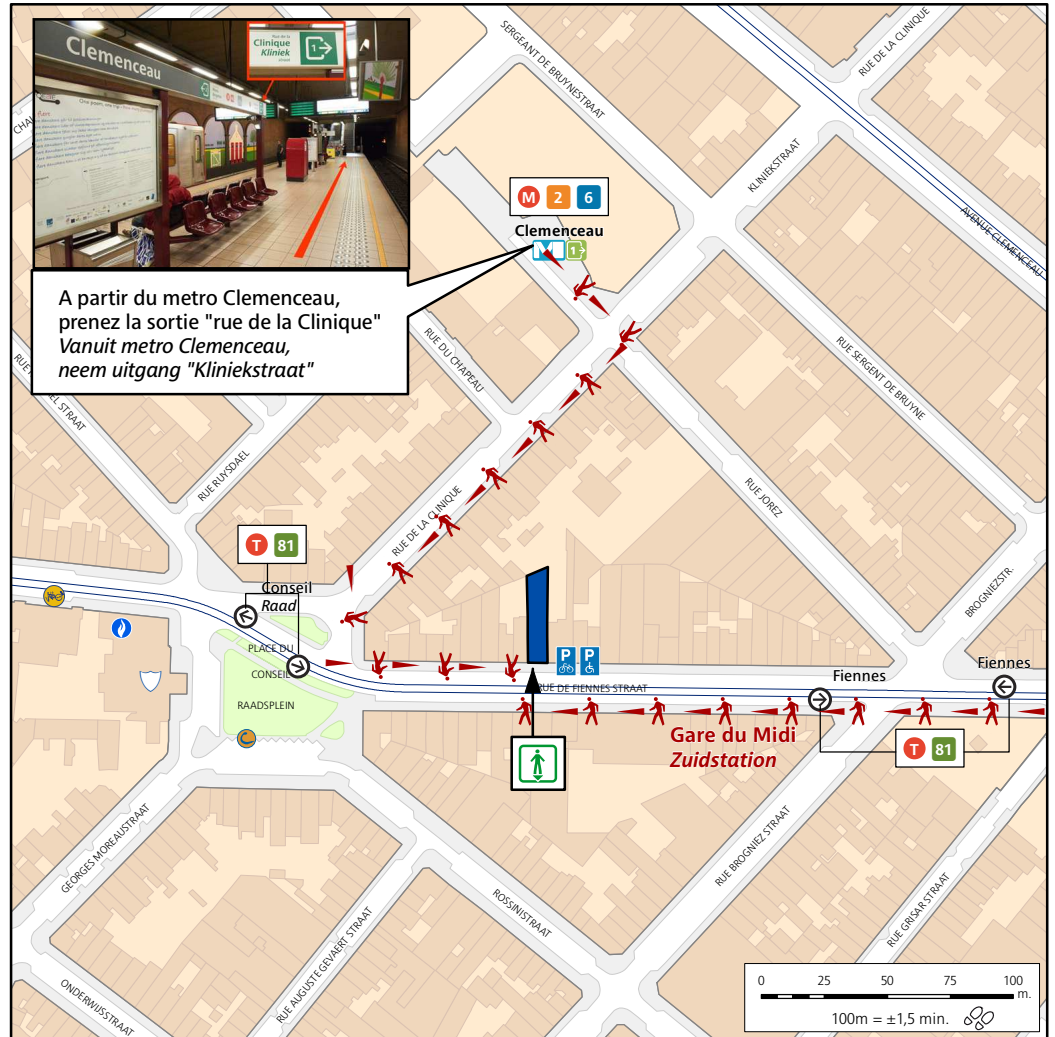 Clemenceau
Rue de la
Clinique
Kliniek
straat
1
One poem
SERGEANT DE BRUYNESTRAAT
RUE DE LA CLINIQUE
KLINIEKSTRAAT
AVENUE CLEMENCEAU
M 2 6
Clemenceau
M 1
A partir du metro Clemenceau,
prenez la sortie "rue de la Clinique"
Vanuit metro Clemenceau,
neem uitgang "Kliniekstraat"
RUE DU CHAPEAU
RUE SERGENT DE BRUYNE
RUE RUYSDAEL
RUE DE LA CLINIQUE
RUE JOREZ
T 81
Conseil
Raad
BROGNIEZSTR.
PLACE DU
CONSEIL
RAADSPLEIN
P P
RUE DE FIENNES STRAAT
Fiennes
Fiennes
Gare du Midi
Zuidstation
T 81
GEORGES MOREAUSTRAAT
ROSSINISTRAAT
RUE BROGNIEZ STRAAT
RUE GRISAR STRAAT
RUE AUGUSTE GEVAERT STRAAT
ONDERWIJSSTRAAT
0 25 50 75 100
m.
100m = ±1,5 min.